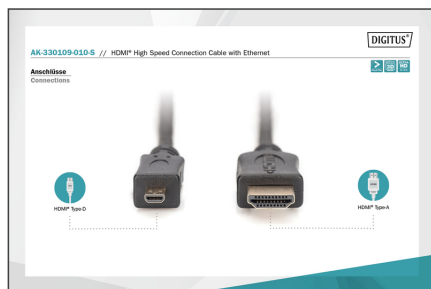 DIGITUS®
AK-330109-010-S // HDMI® High Speed Connection Cable with Ethernet
Anschlüsse
Connections
HDMI® Type-D
HDMI® Type-A